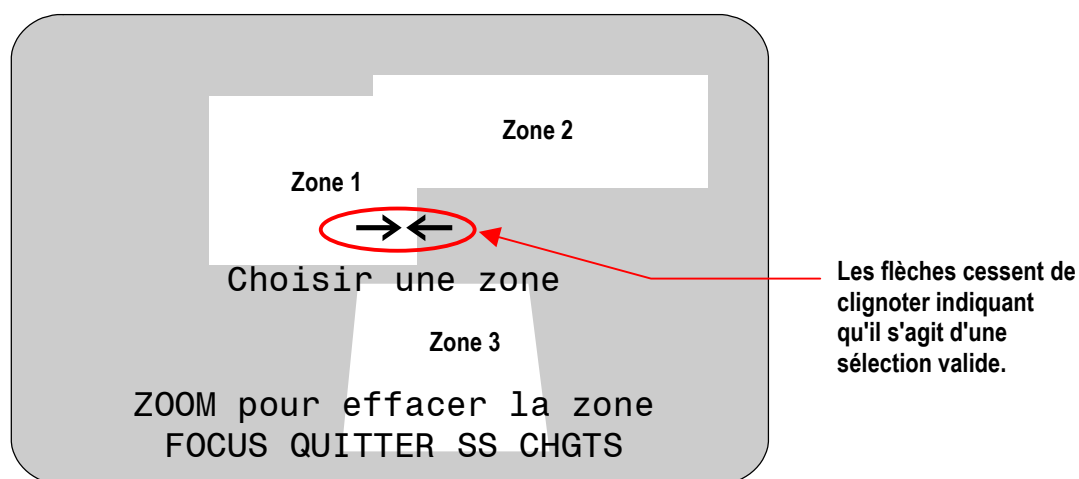 Zone 2
Zone 1
Choisir une zone
Zone 3
ZOOM pour effacer la zone
FOCUS QUITTER SS CHGTS
Les flèches cessent de
clignoter indiquant
qu'il s'agit d'une
sélection valide.